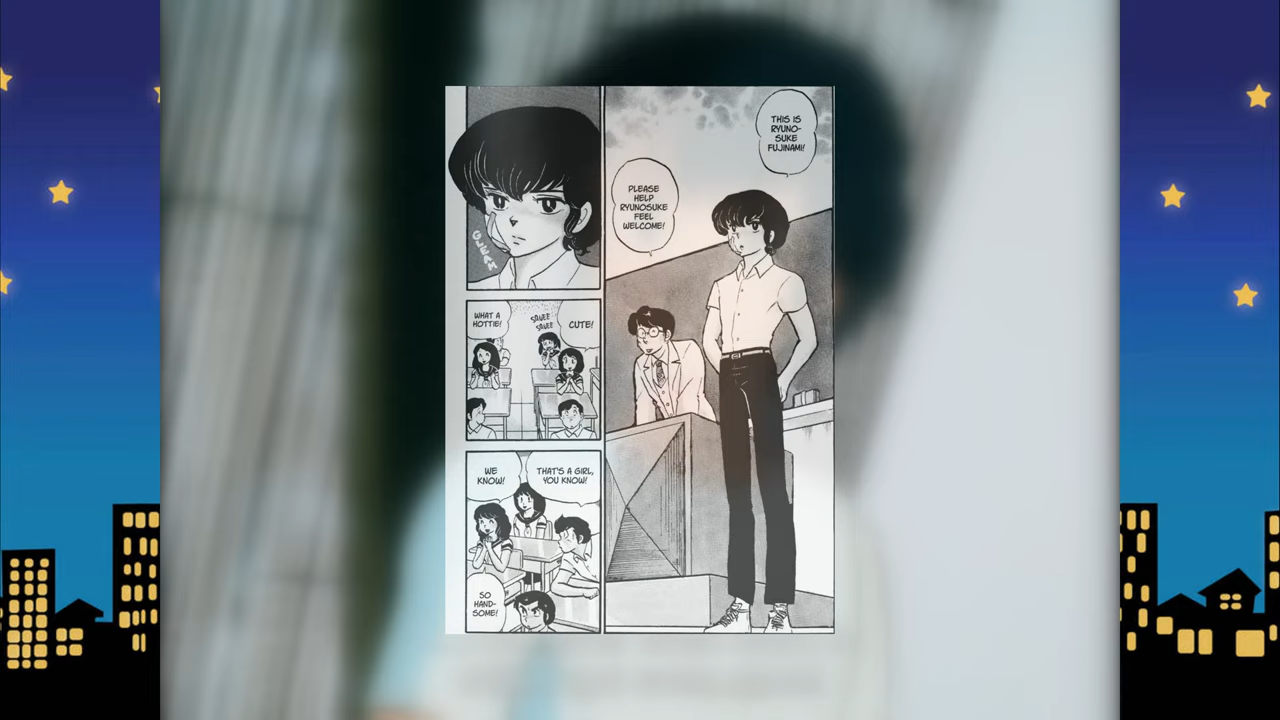 THIS IS
RYUNO-
SUKE
FUJINAMI!
PLEASE
HELP
RYUNOSUKE
FEEL
WELCOME!
GLEAM
CUTE!
SQUEE
SQUEE
WHAT A
HOTTIE!
THAT'S A GIRL,
YOU KNOW!
WE
KNOW!
SO
HAND-
SOME!